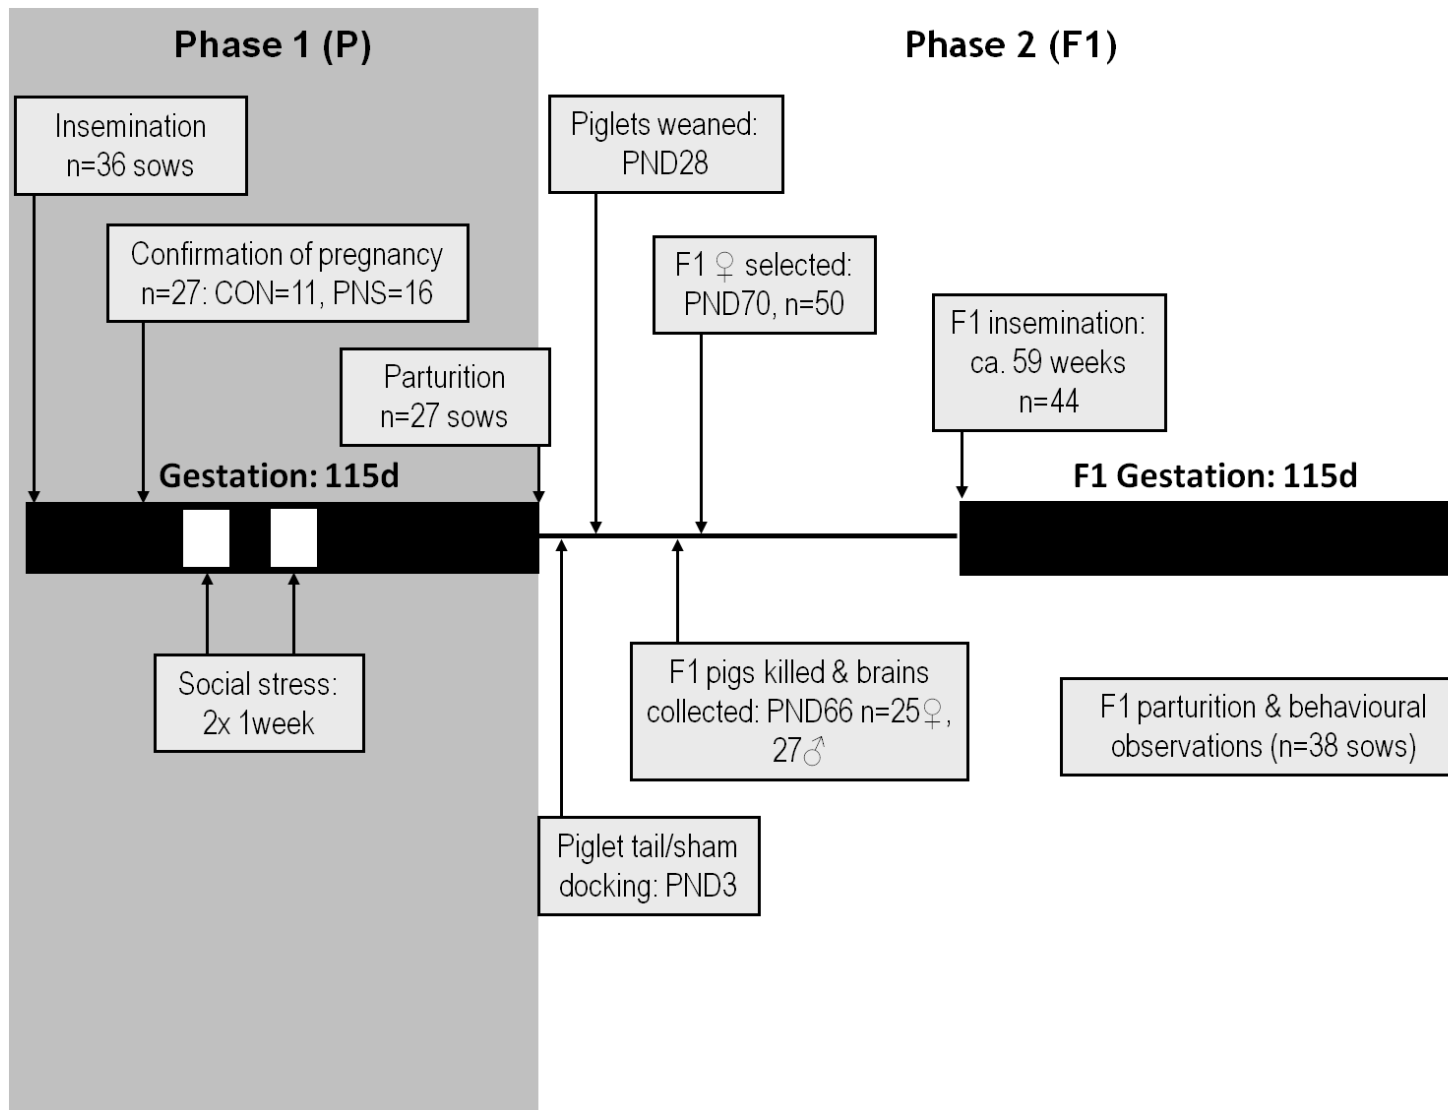 Phase 1 (P)
Phase 2 (F1)
Insemination
n=36 sows
Piglets weaned:
PND28
Confirmation of pregnancy
n=27: CON=11, PNS=16
F1 ♀ selected:
PND70, n=50
F1 insemination:
ca. 59 weeks
n=44
Parturition
n=27 sows
Gestation: 115d
F1 Gestation: 115d
Social stress:
2x 1week
F1 pigs killed & brains
collected: PND66 n=25♀,
27♂
F1 parturition & behavioural
observations (n=38 sows)
Piglet tail/sham
docking: PND3